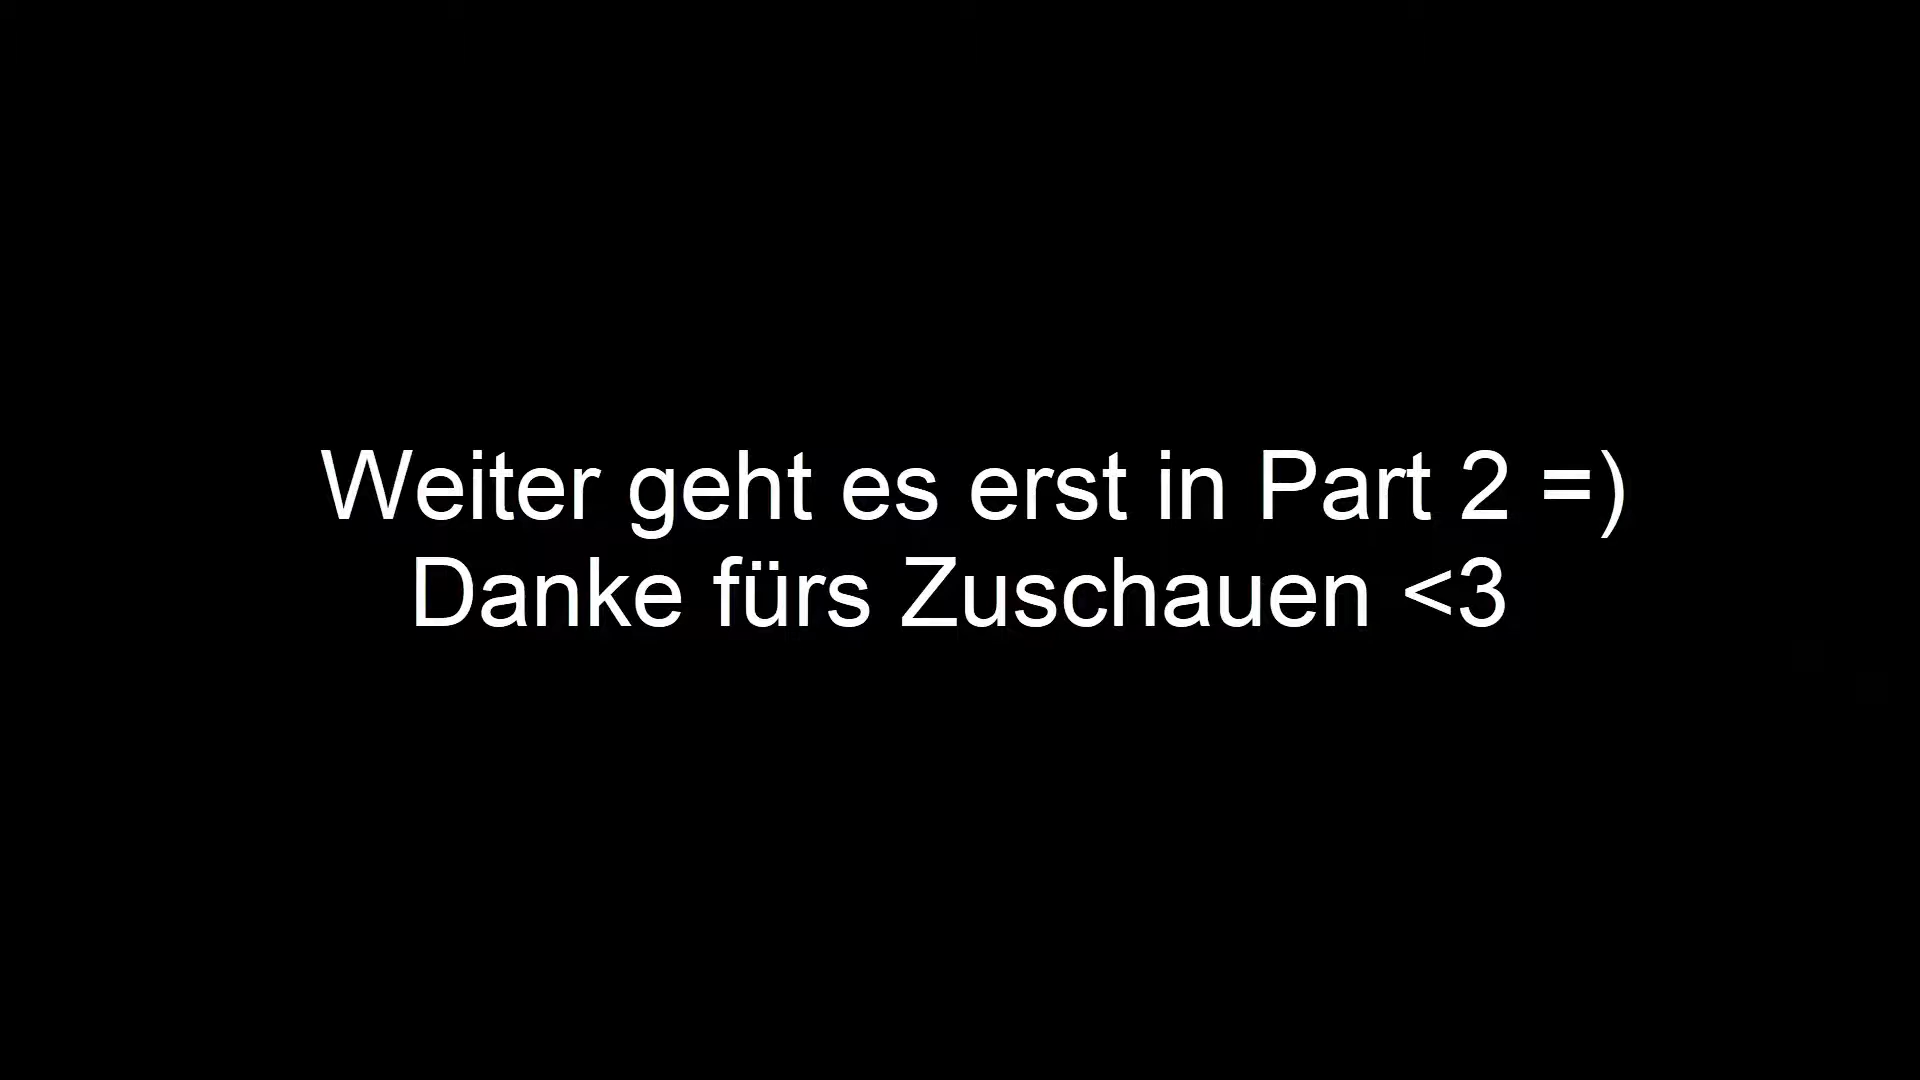 Weiter geht es erst in Part 2 =)
Danke fürs Zuschauen <3